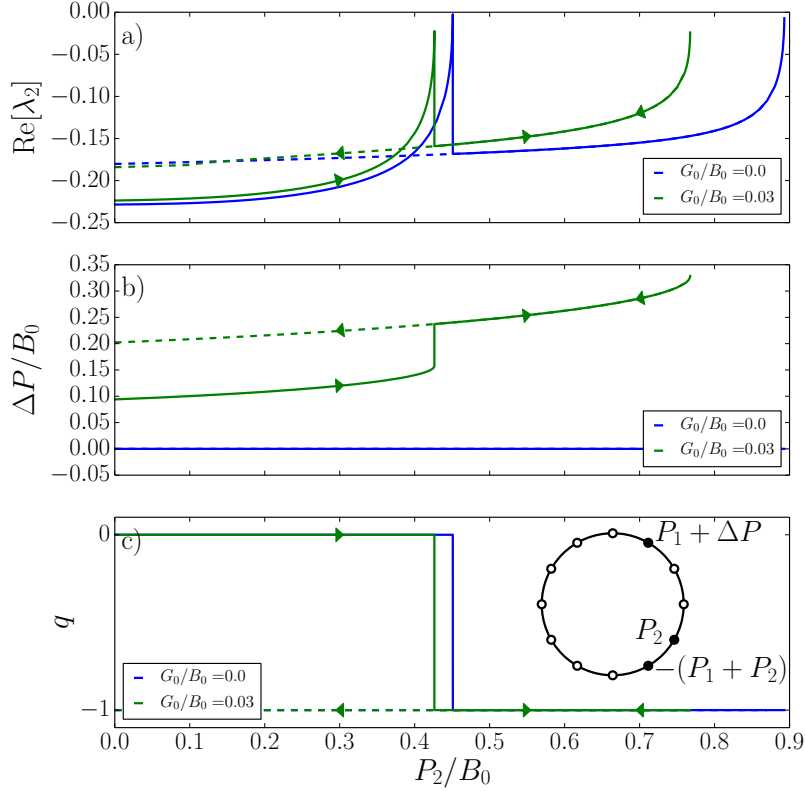 a)
Re[λ₂]
0.00
−0.05
−0.10
−0.15
−0.20
−0.25
G₀/B₀ =0.0
G₀/B₀ =0.03
b)
ΔP/B₀
0.35
0.30
0.25
0.20
0.15
0.10
0.05
0.00
−0.05
G₀/B₀ =0.0
G₀/B₀ =0.03
c)
q
0
−1
P₁ + ΔP
P₂
−(P₁ + P₂)
G₀/B₀ =0.0
G₀/B₀ =0.03
0.0 0.1 0.2 0.3 0.4 0.5 0.6 0.7 0.8 0.9
P₂/B₀